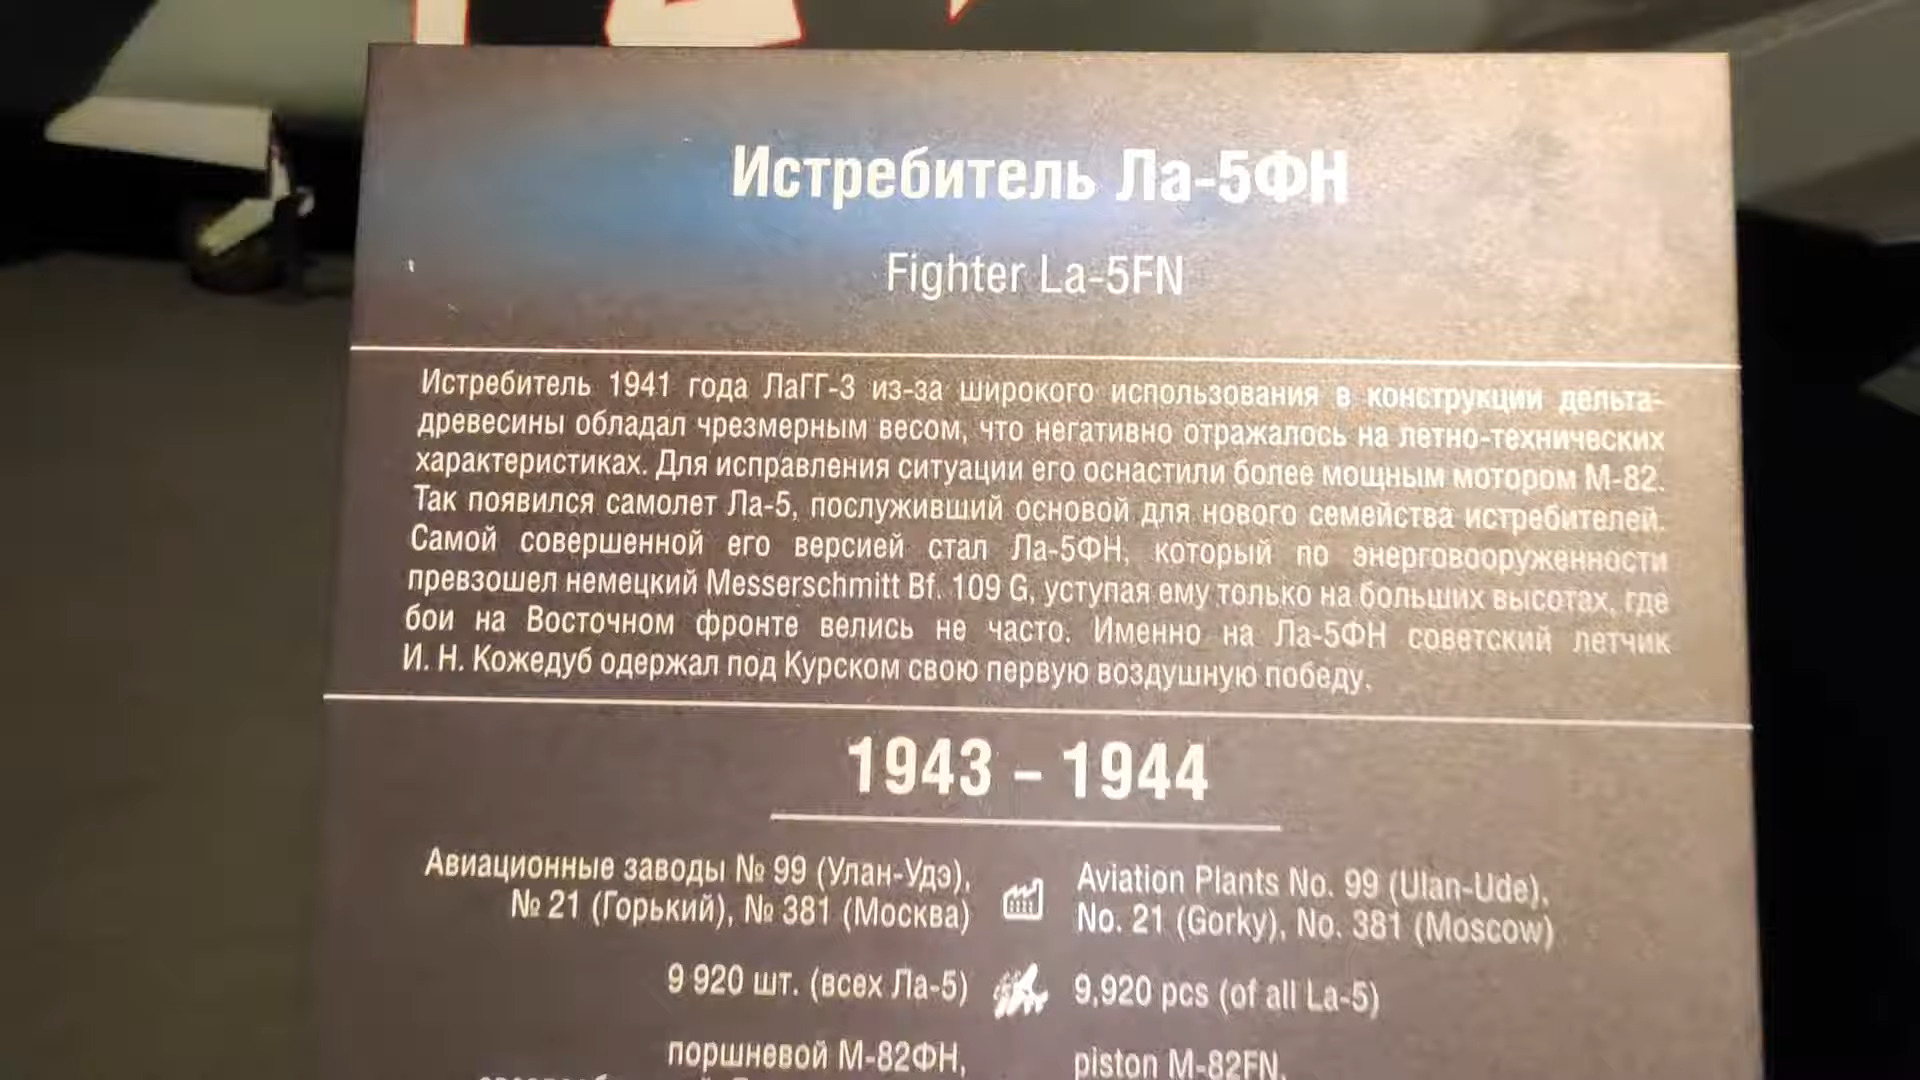 Истребитель Ла-5ФН
Fighter La-5FN
Истребитель 1941 года ЛаГГ-3 из-за широкого использования в конструкции дельта-
древесины обладал чрезмерным весом, что негативно отражалось на летно-технических
характеристиках. Для исправления ситуации его оснастили более мощным мотором М-82.
Так появился самолет Ла-5, послуживший основой для нового семейства истребителей.
Самой совершенной его версией стал Ла-5ФН, который по энерговооруженности
превзошел немецкий Messerschmitt Bf. 109 G, уступая ему только на больших высотах, где
бои на Восточном фронте велись не часто. Именно на Ла-5ФН советский летчик
И. Н. Кожедуб одержал под Курском свою первую воздушную победу.
1943 – 1944
Авиационные заводы № 99 (Улан-Удэ),
№ 21 (Горький), № 381 (Москва)
Aviation Plants No. 99 (Ulan-Ude),
No. 21 (Gorky), No. 381 (Moscow)
9 920 шт. (всех Ла-5)
9,920 pcs (of all La-5)
поршневой М-82ФН,
piston M-82FN,